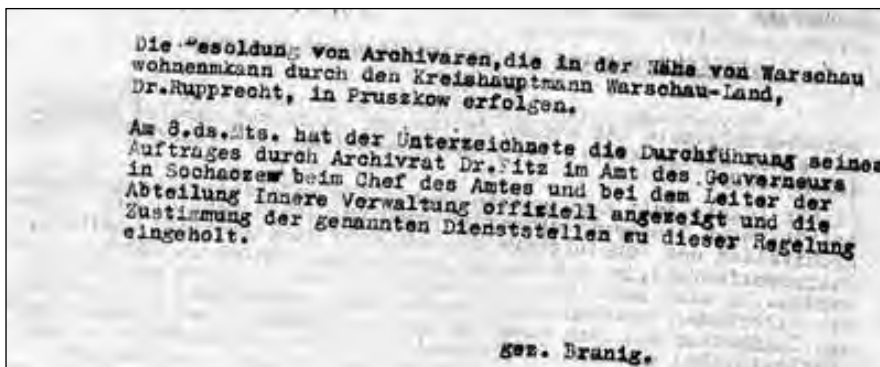 Die Besoldung von Archivaren,die in der Nähe von Warschau
wohnenmkann durch den Kreishauptmann Warschau-Land,
Dr.Rupprecht, in Pruszkow erfolgen.
Am 8.ds.Mts. hat der Unterzeichnete die Durchführung seines
Auftrages durch Archivrat Dr. im Amt des Gouverneurs
in Sochaczew beim Chef des Amtes und bei dem Leiter der
Abteilung Innere Verwaltung offiziell angezeigt und die
Zustimmung der genannten Dienststellen zu dieser Regelung
eingeholt.
gez. Branig.